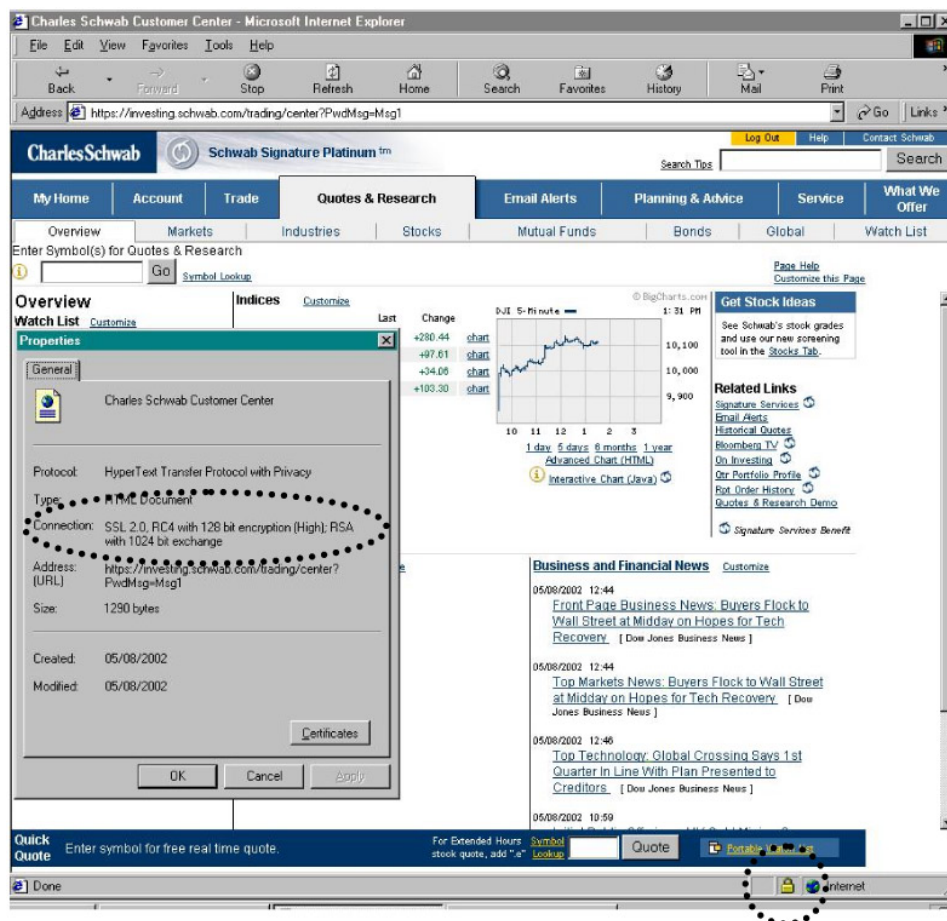 Charles Schwab Customer Center - Microsoft Internet Explorer
File Edit View Favorites Tools Help
Back Forward Stop Refresh Home Search Favorites History Mail Print
Address https://investing.schwab.com/trading/center?PwdMsg=Msg1 Go Links
Log Out Help Contact Schwab
CharlesSchwab Schwab Signature Platinum tm Search Tips Search
My Home Account Trade Quotes & Research Email Alerts Planning & Advice Service What We Offer
Overview Markets Industries Stocks Mutual Funds Bonds Global Watch List
Enter Symbol(s) for Quotes & Research
Go Symbol Lookup
Page Help
Customize this Page
Overview
Watch List Customize
Indices Customize
Last Change
+280.44 chart
+97.61 chart
+34.06 chart
+103.30 chart
© BigCharts.com
DJI 5-Minute 1:31 PM
10,100
10,000
9,900
10 11 12 1 2 3
1 day 5 days 6 months 1 year
Advanced Chart (HTML)
Interactive Chart (Java)
Get Stock Ideas
See Schwab's stock grades
and use our new screening
tool in the Stocks Tab.
Related Links
Signature Services
Email Alerts
Historical Quotes
Bloomberg TV
On Investing
Qtr Portfolio Profile
Rpt Order History
Quotes & Research Demo
Signature Services Benefit
Properties
General
Charles Schwab Customer Center
Protocol: HyperText Transfer Protocol with Privacy
Type: HTML Document
Connection: SSL 2.0, RC4 with 128 bit encryption (High); RSA
with 1024 bit exchange
Address: https://investing.schwab.com/trading/center?
(URL) PwdMsg=Msg1
Size: 1290 bytes
Created: 05/08/2002
Modified: 05/08/2002
Certificates
OK Cancel Apply
Business and Financial News Customize
05/08/2002 12:44
Front Page Business News: Buyers Flock to
Wall Street at Midday on Hopes for Tech
Recovery [ Dow Jones Business News ]
05/08/2002 12:44
Top Markets News: Buyers Flock to Wall Street
at Midday on Hopes for Tech Recovery [ Dow
Jones Business News ]
05/08/2002 12:46
Top Technology: Global Crossing Says 1st
Quarter In Line With Plan Presented to
Creditors [ Dow Jones Business News ]
05/08/2002 10:59
Quick
Quote
Enter symbol for free real time quote.
For Extended Hours Symbol
stock quote, add ".e" Lookup
Quote
Done
Internet